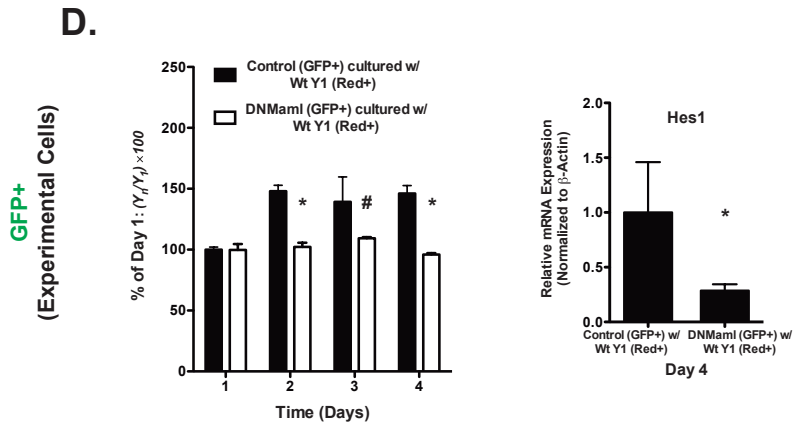 D.
GFP+
(Experimental Cells)
% of Day 1: (Yn/Y1) ×100
250
200
150
100
50
0
Control (GFP+) cultured w/
Wt Y1 (Red+)
DNMaml (GFP+) cultured w/
Wt Y1 (Red+)
*
#
*
1 2 3 4
Time (Days)
Relative mRNA Expression
(Normalized to β-Actin)
2.0
1.5
1.0
0.5
0.0
Hes1
*
Control (GFP+) w/ DNMaml (GFP+) w/
Wt Y1 (Red+) Wt Y1 (Red+)
Day 4